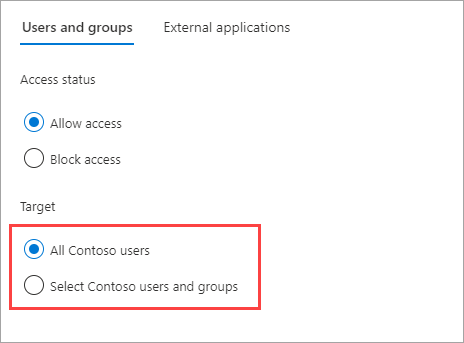 Users and groups External applications
Access status
Allow access
Block access
Target
All Contoso users
Select Contoso users and groups